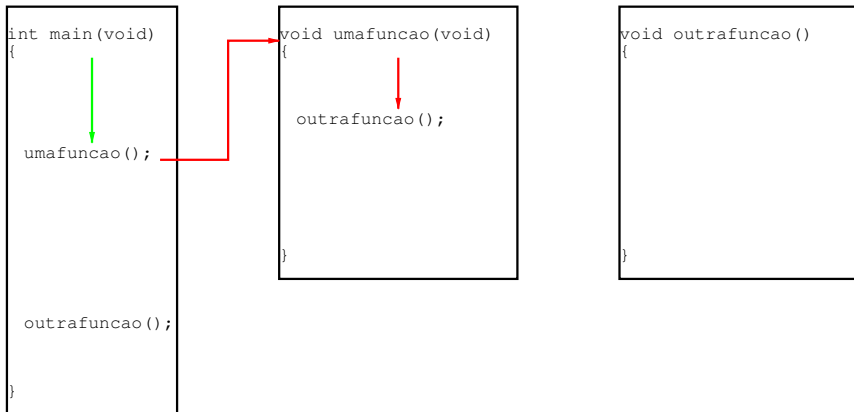 int main(void)
{
umafuncao();
outrafuncao();
}
void umafuncao(void)
{
outrafuncao();
}
void outrafuncao()
{
}